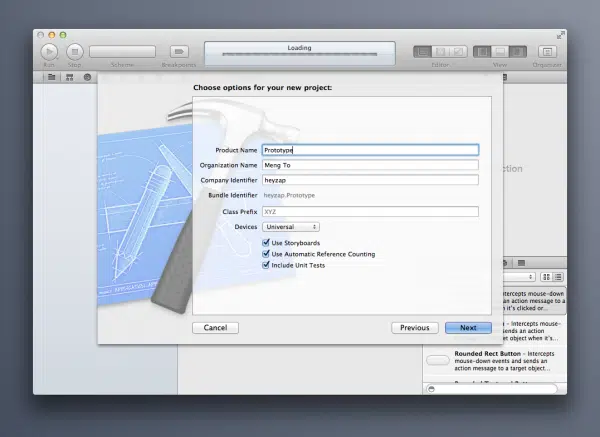 Loading
Run
Stop
Scheme
Breakpoints
Editor
View
Organizer
Choose options for your new project:
Product Name
Prototype
Organization Name
Meng To
Company Identifier
heyzap
Bundle Identifier
heyzap.Prototype
Class Prefix
XYZ
Devices
Universal
Use Storyboards
Use Automatic Reference Counting
Include Unit Tests
Cancel
Previous
Next
ction
Intercepts mouse-down
an action message to a
it's clicked or...
- Intercepts mouse-
sends an action
get object when it's...
Rounded Rect Button - Intercepts
mouse-down events and sends an
action message to a target object...